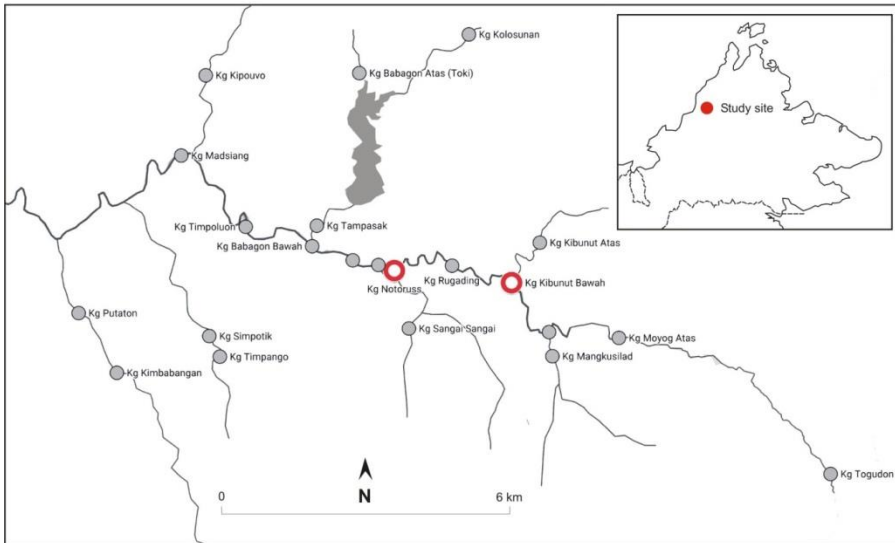 Kg Kolosunan
Kg Babagon Atas (Toki)
Kg Kipouvo
Study site
Kg Madsiang
Kg Timpoluon
Kg Tampasak
Kg Babagon Bawah
Kg Kibunut Atas
Kg Rugading
Kg Kibunut Bawah
Kg Notoruss
Kg Putaton
Kg Simpotik
Kg Sangai Sangai
Kg Moyog Atas
Kg Timpango
Kg Mangkusilad
Kg Kimbabangan
Kg Togudon
N
0
6 km